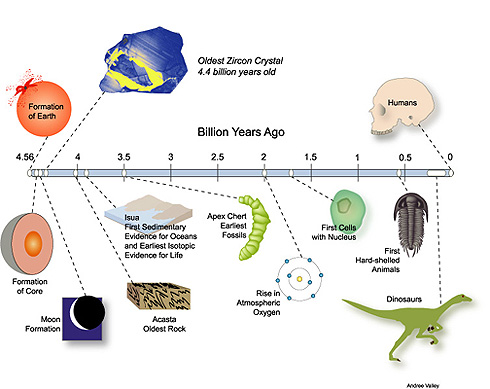 Oldest Zircon Crystal
4.4 billion years old
Formation
of Earth
Humans
Billion Years Ago
4.56 4 3.5 3 2.5 2 1.5 1 0.5 0
Isua
First Sedimentary
Evidence for Oceans
and Earliest Isotopic
Evidence for Life
Apex Chert
Earliest
Fossils
First Cells
with Nucleus
First
Hard-shelled
Animals
Formation
of Core
Moon
Formation
Acasta
Oldest Rock
Rise in
Atmospheric
Oxygen
Dinosaurs
Andree Valley